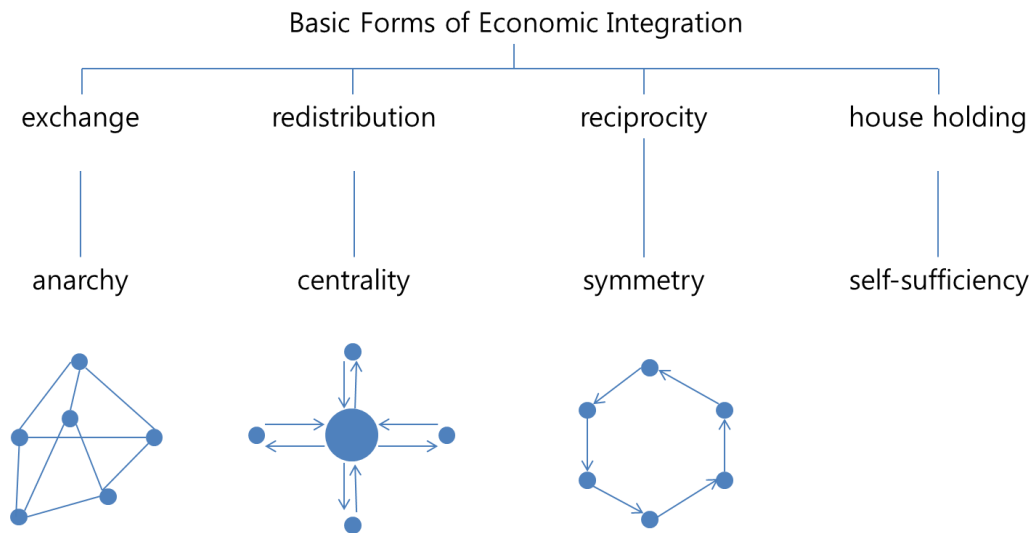 Basic Forms of Economic Integration
exchange
redistribution
reciprocity
house holding
anarchy
centrality
symmetry
self-sufficiency